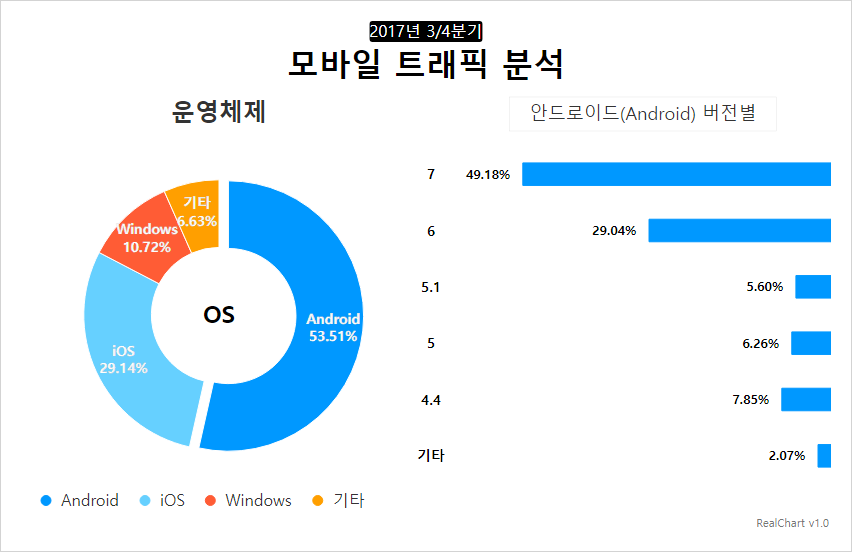 2017년 3/4분기
모바일 트래픽 분석
운영체제
기타
6.63%
Windows
10.72%
OS
Android
53.51%
iOS
29.14%
Android iOS Windows 기타
안드로이드(Android) 버전별
7 49.18%
6 29.04%
5.1 5.60%
5 6.26%
4.4 7.85%
기타 2.07%
RealChart v1.0